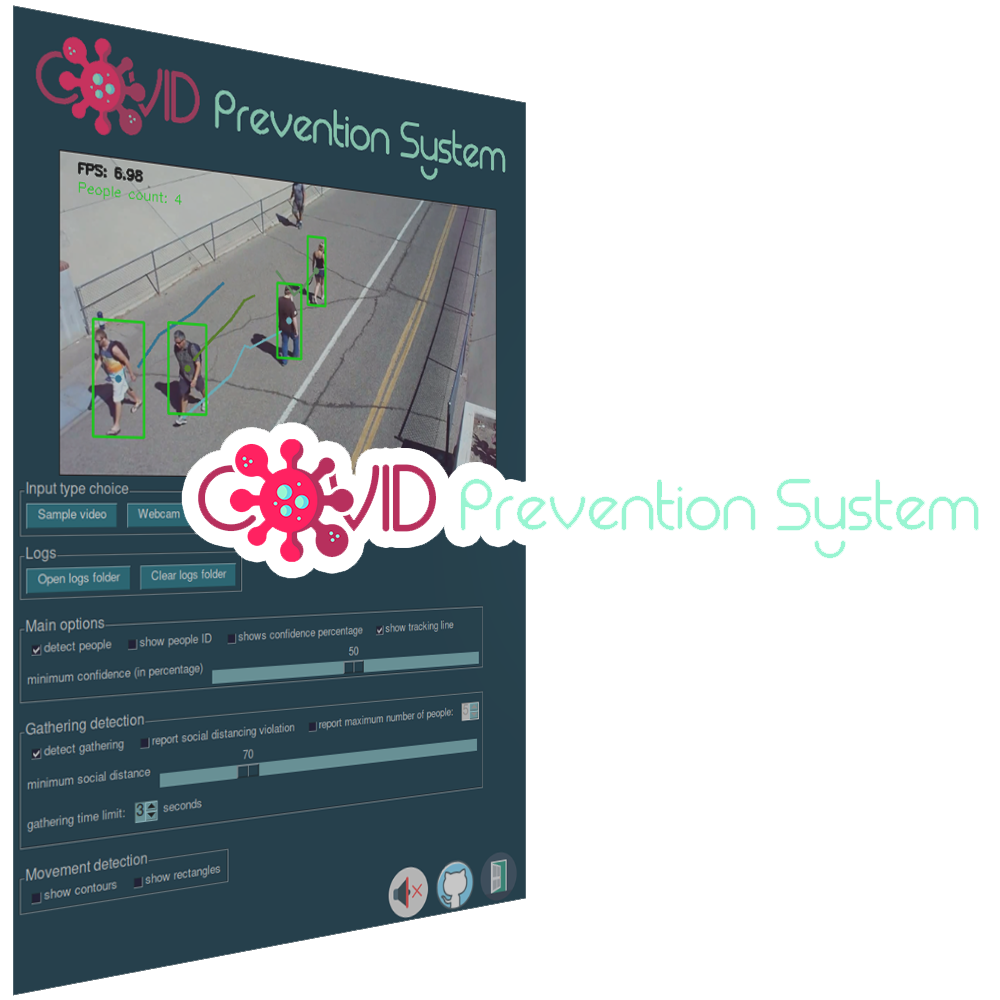 COVID Prevention System
FPS: 6.98
People count: 4
Input type choice
Sample video Webcam
COVID Prevention System
Logs
Open logs folder Clear logs folder
Main options
detect people show people ID shows confidence percentage show tracking line
50
minimum confidence (in percentage)
Gathering detection
detect gathering report social distancing violation report maximum number of people:
70
minimum social distance
gathering time limit: 3 seconds
Movement detection
show contours show rectangles